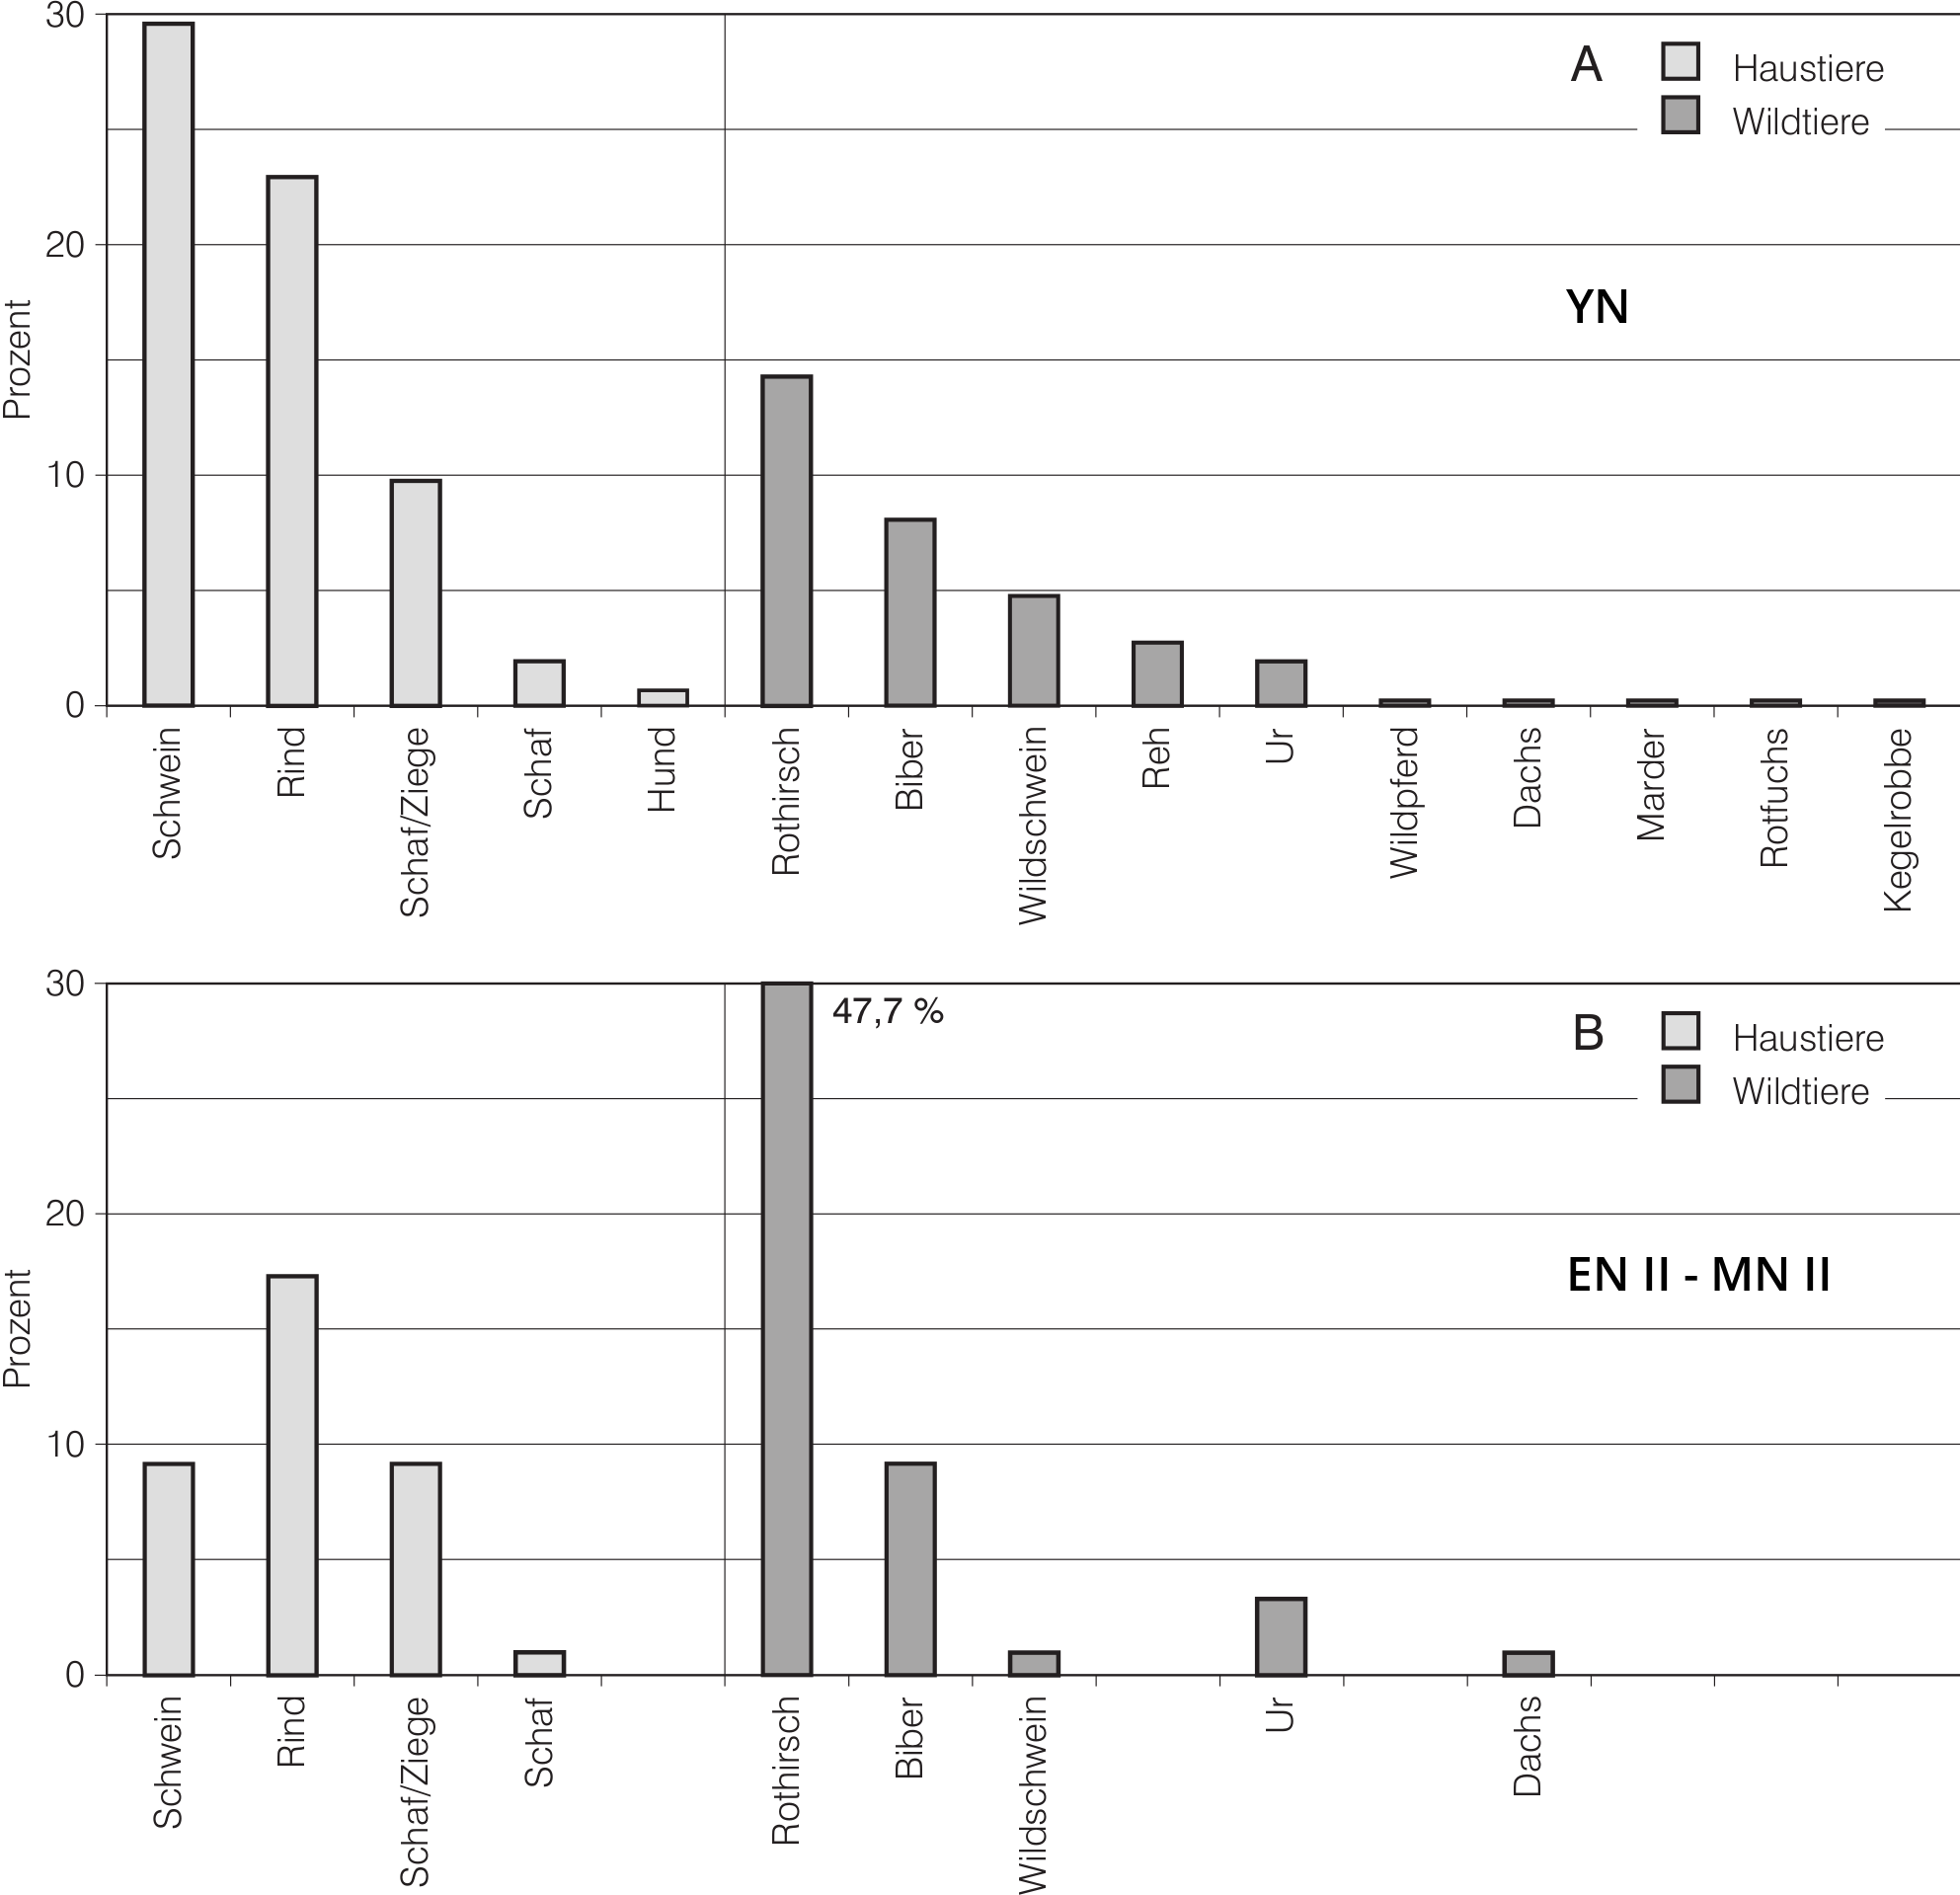 30
A
Haustiere
Wildtiere
20
YN
Prozent
10
0
Schwein
Rind
Schaf/Ziege
Schaf
Hund
Rothirsch
Biber
Wildschwein
Reh
Ur
Wildpferd
Dachs
Marder
Rotfuchs
Kegelrobbe
30
47,7 %
B
Haustiere
Wildtiere
20
EN II - MN II
Prozent
10
0
Schwein
Rind
Schaf/Ziege
Schaf
Rothirsch
Biber
Wildschwein
Ur
Dachs